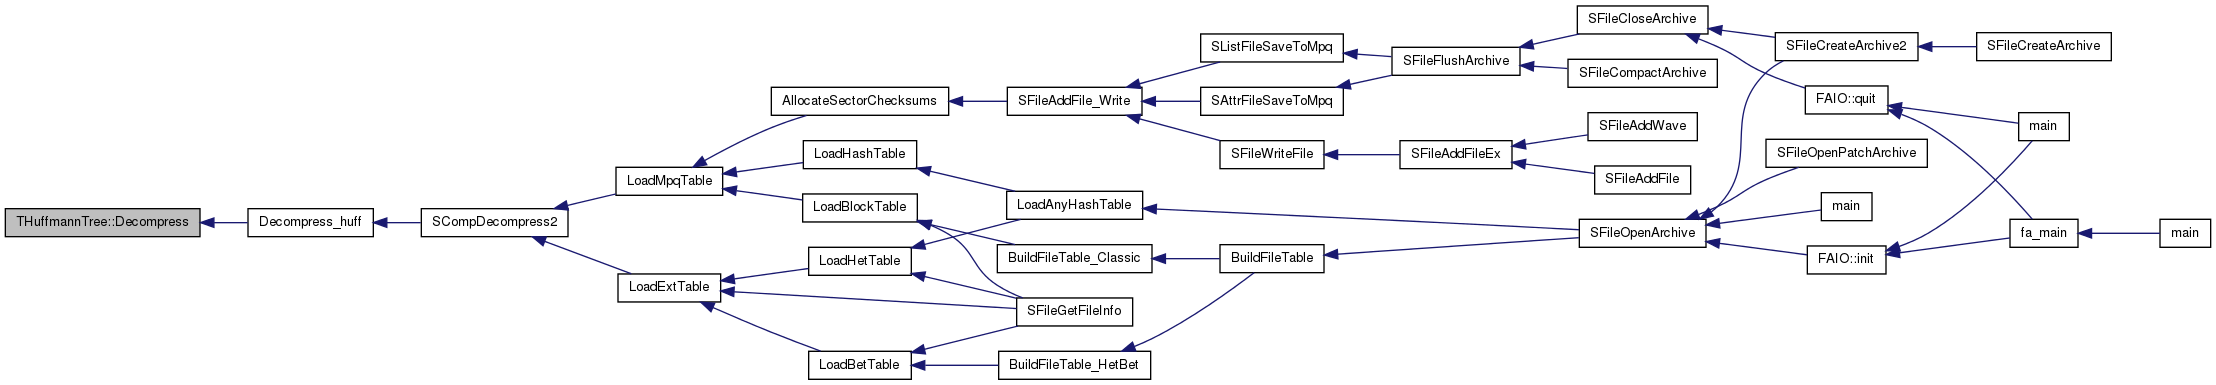 THuffmannTree::Decompress
Decompress_huff
SCompDecompress2
LoadMpqTable
LoadExtTable
AllocateSectorChecksums
LoadHashTable
LoadBlockTable
LoadHetTable
LoadBetTable
SFileAddFile_Write
LoadAnyHashTable
BuildFileTable_Classic
SFileGetFileInfo
BuildFileTable_HetBet
SListFileSaveToMpq
SAttrFileSaveToMpq
SFileWriteFile
BuildFileTable
SFileFlushArchive
SFileAddFileEx
SFileCloseArchive
SFileCompactArchive
SFileAddWave
SFileAddFile
SFileOpenArchive
SFileCreateArchive2
FAIO::quit
SFileOpenPatchArchive
main
FAIO::init
SFileCreateArchive
main
fa_main
main